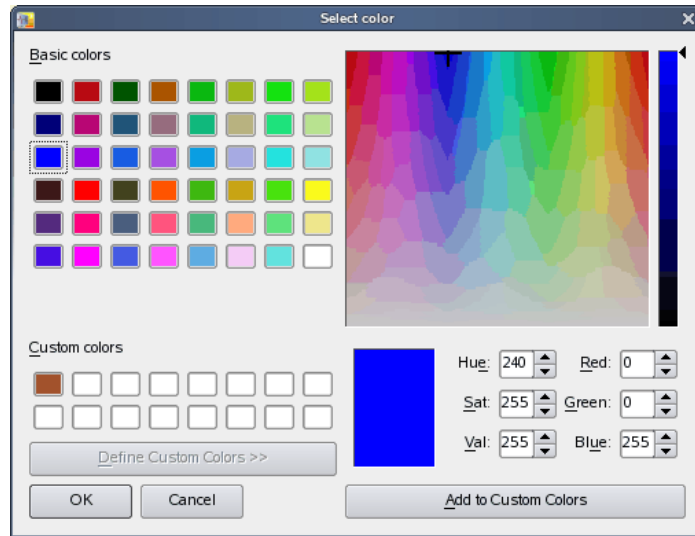 Select color
Basic colors
Custom colors
Define Custom Colors >>
OK Cancel
Hue: 240 Red: 0
Sat: 255 Green: 0
Val: 255 Blue: 255
Add to Custom Colors